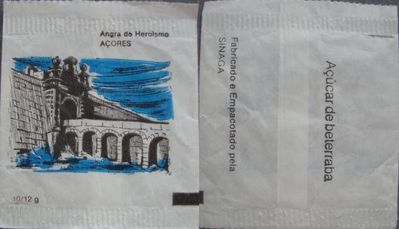 Angra do Heroísmo
AÇORES
10/12 g
Fabricado e Empacotado pela
SINAGA
Açúcar de beterraba